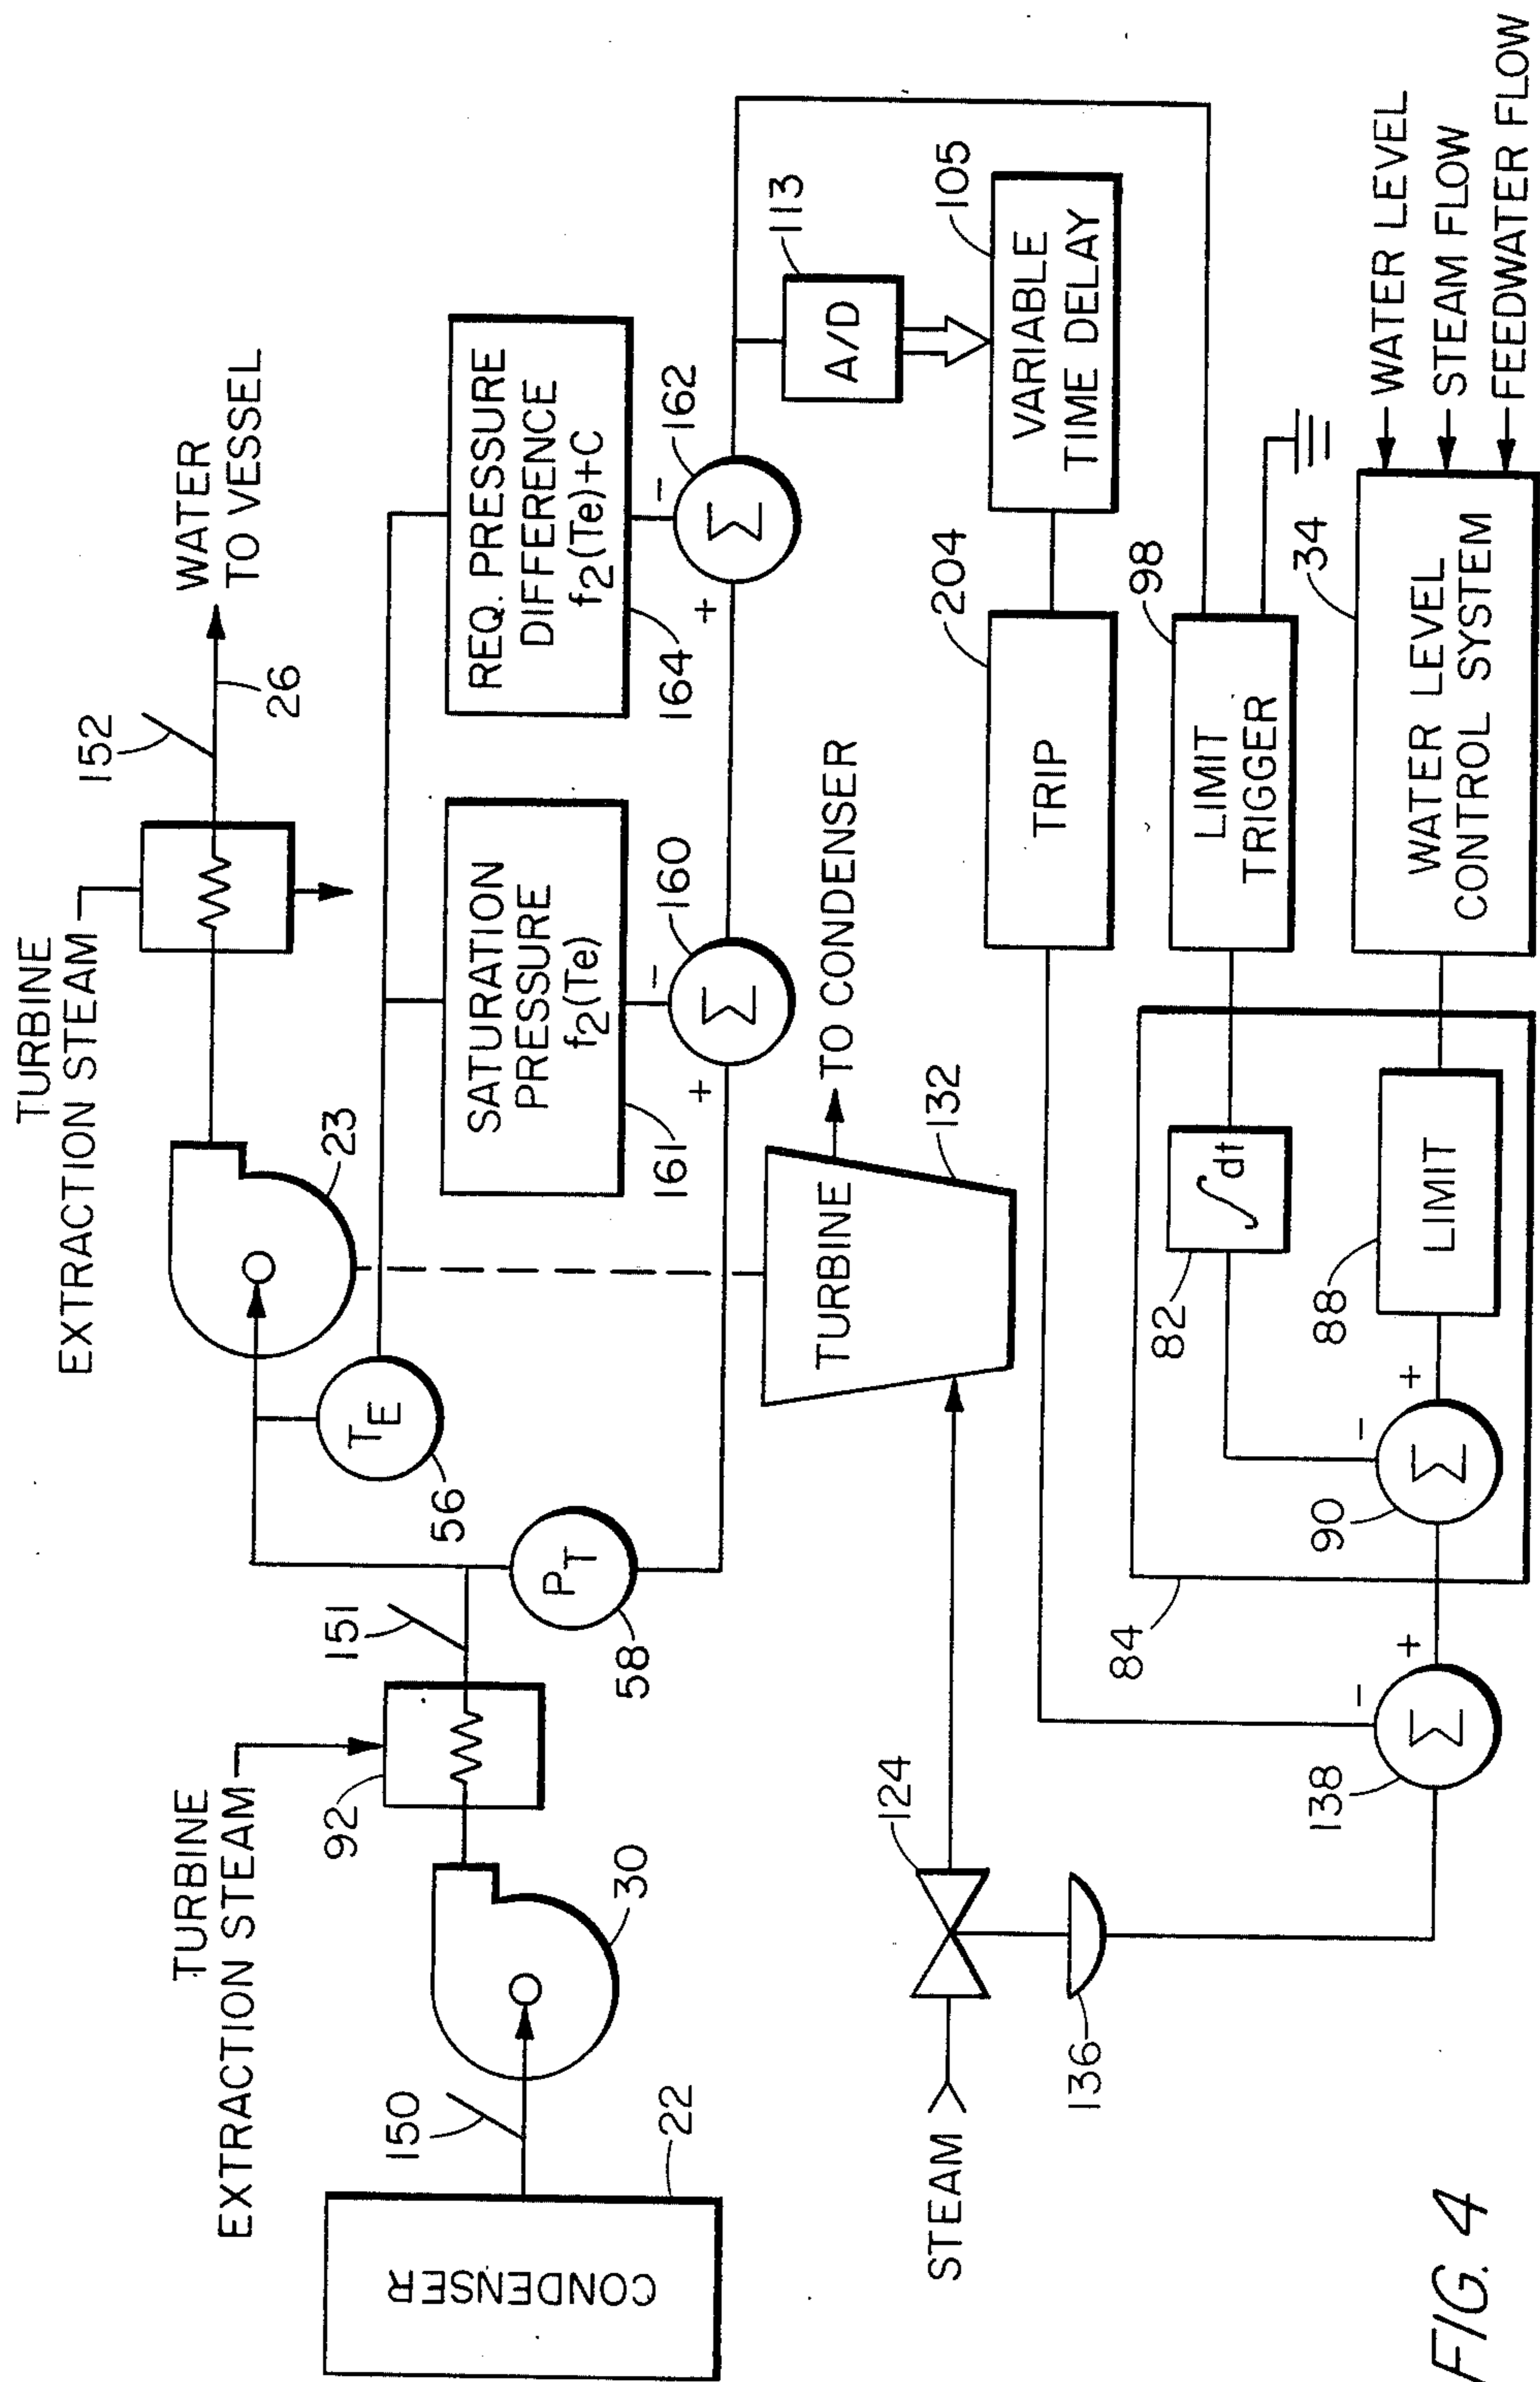 TURBINE
EXTRACTION STEAM
152
WATER
TO VESSEL
26
23
TURBINE
EXTRACTION STEAM
92
151
TE
56
PT
58
SATURATION
PRESSURE
f2(Te)
161
-
+
Σ
160
REQ. PRESSURE
DIFFERENCE
f2(Te)+C
164
-
+
Σ
162
A/D
113
VARIABLE
TIME DELAY
105
CONDENSER
22
150
30
TURBINE
132
TO CONDENSER
STEAM
124
136
TRIP
204
LIMIT
TRIGGER
98
∫dt
82
LIMIT
88
-
+
Σ
90
84
-
+
Σ
138
WATER LEVEL
CONTROL SYSTEM
34
WATER LEVEL
STEAM FLOW
FEEDWATER FLOW
FIG. 4